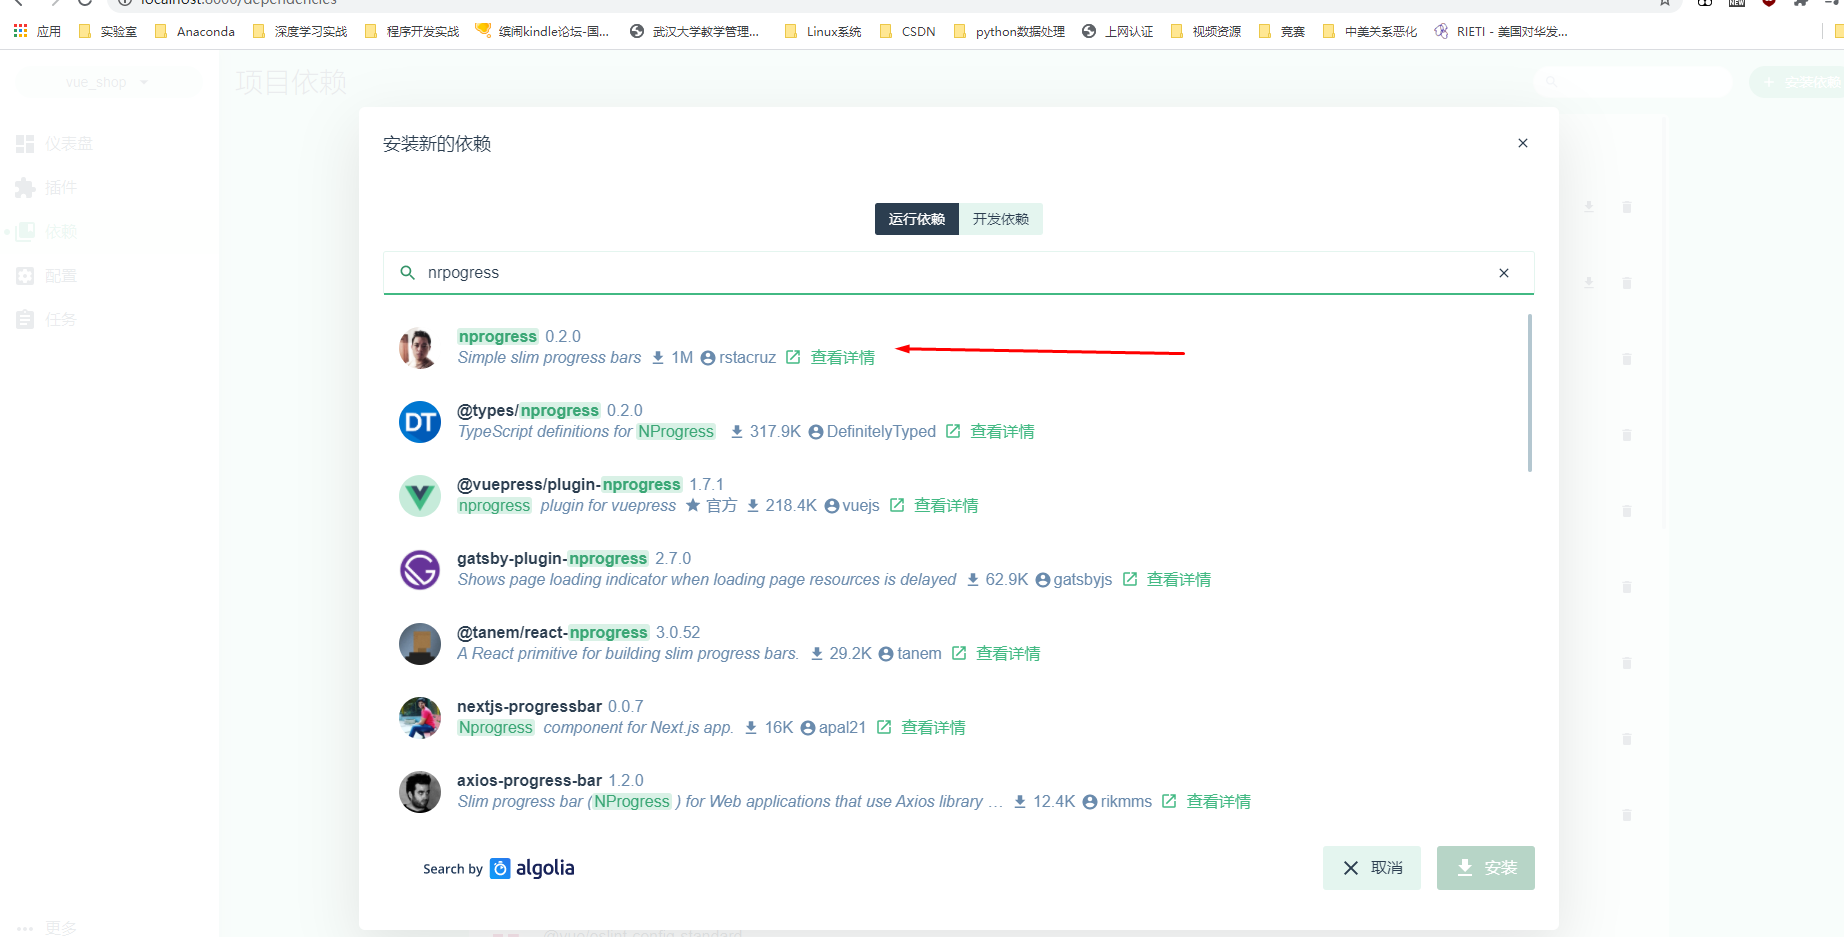 localhost:8000/dependencies
应用 实验室 Anaconda 深度学习实战 程序开发实战 缤闹kindle论坛-国... 武汉大学教学管理... Linux系统 CSDN python数据处理 上网认证 视频资源 竞赛 中美关系恶化 RIETI - 美国对华发...
vue_shop
项目依赖
+ 安装依赖
仪表盘
插件
依赖
配置
任务
更多
安装新的依赖
运行依赖 开发依赖
nrpogress
nprogress 0.2.0
Simple slim progress bars 1M rstacruz 查看详情
DT
@types/nprogress 0.2.0
TypeScript definitions for NProgress 317.9K DefinitelyTyped 查看详情
@vuepress/plugin-nprogress 1.7.1
nprogress plugin for vuepress 官方 218.4K vuejs 查看详情
gatsby-plugin-nprogress 2.7.0
Shows page loading indicator when loading page resources is delayed 62.9K gatsbyjs 查看详情
@tanem/react-nprogress 3.0.52
A React primitive for building slim progress bars. 29.2K tanem 查看详情
nextjs-progressbar 0.0.7
Nprogress component for Next.js app. 16K apal21 查看详情
axios-progress-bar 1.2.0
Slim progress bar (NProgress ) for Web applications that use Axios library … 12.4K rikmms 查看详情
Search by algolia
取消 安装
@vue/eslint-config-standard